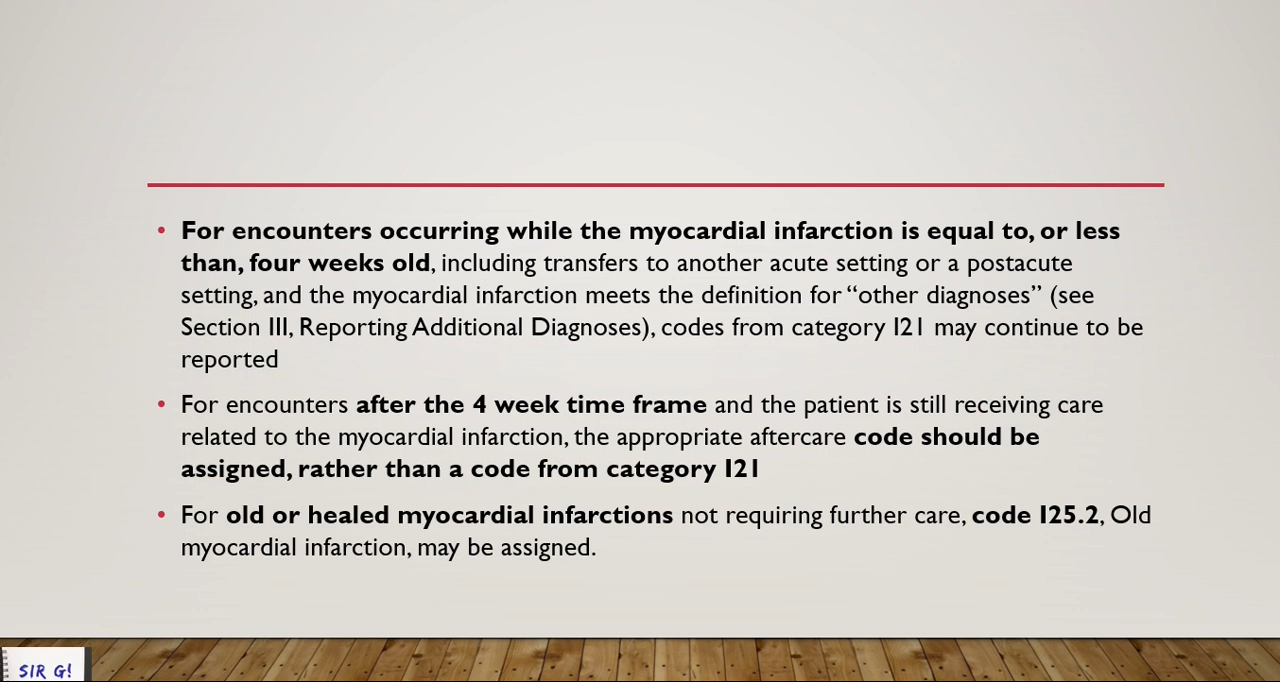 • For encounters occurring while the myocardial infarction is equal to, or less
than, four weeks old, including transfers to another acute setting or a postacute
setting, and the myocardial infarction meets the definition for “other diagnoses” (see
Section III, Reporting Additional Diagnoses), codes from category I21 may continue to be
reported
• For encounters after the 4 week time frame and the patient is still receiving care
related to the myocardial infarction, the appropriate aftercare code should be
assigned, rather than a code from category I21
• For old or healed myocardial infarctions not requiring further care, code I25.2, Old
myocardial infarction, may be assigned.
SIR G!